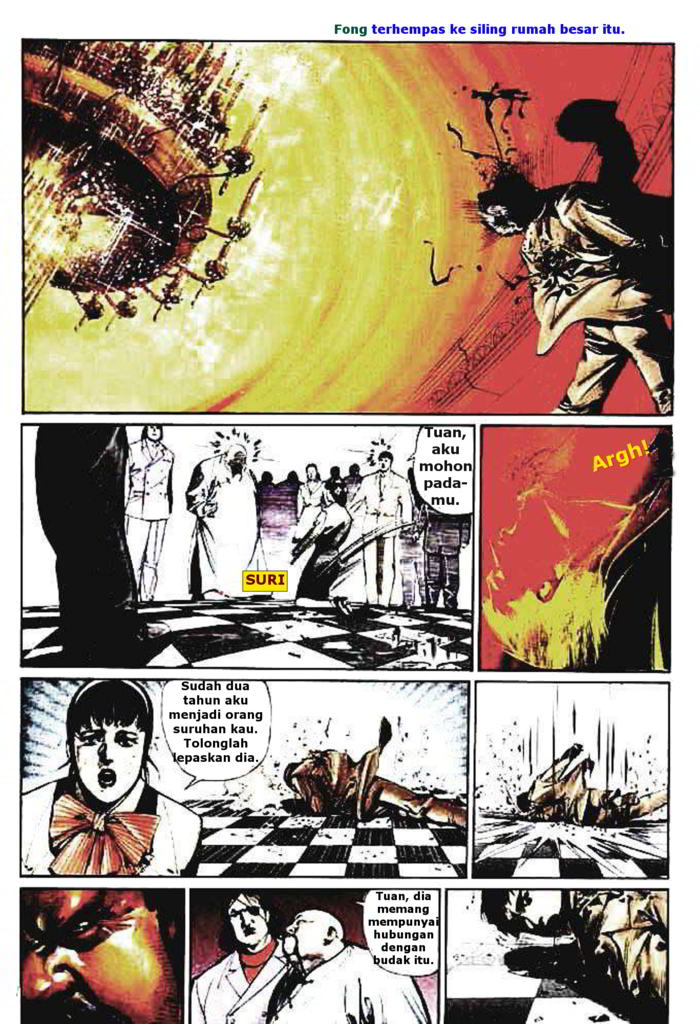 Fong terhempas ke siling rumah besar itu.
Tuan,
aku
mohon
pada-
mu.
SURI
Argh!
Sudah dua
tahun aku
menjadi orang
suruhan kau.
Tolonglah
lepaskan dia.
Tuan, dia
memang
mempunyai
hubungan
dengan
budak itu.